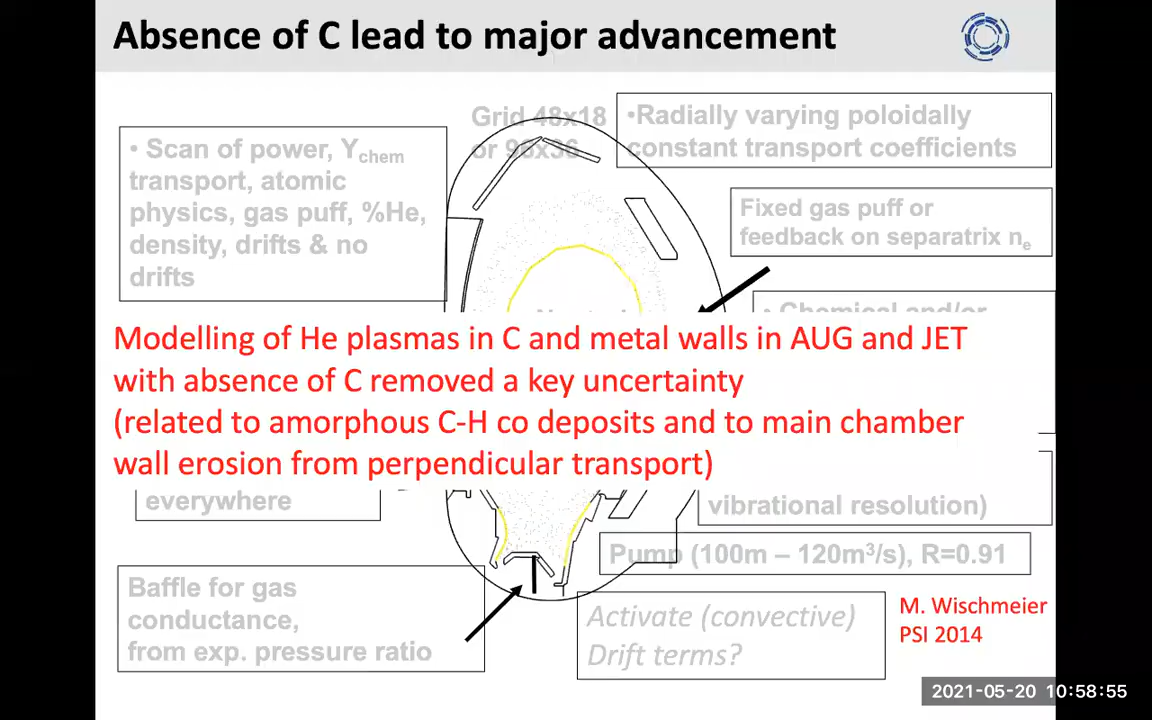 Absence of C lead to major advancement
Grid 48x18
or 96x36
•Radially varying poloidally
constant transport coefficients
• Scan of power, Ychem
transport, atomic
physics, gas puff, %He,
density, drifts & no
drifts
Fixed gas puff or
feedback on separatrix ne
• Chemical and/or
Modelling of He plasmas in C and metal walls in AUG and JET
with absence of C removed a key uncertainty
(related to amorphous C-H co deposits and to main chamber
wall erosion from perpendicular transport)
everywhere
vibrational resolution)
Pump (100m – 120m³/s), R=0.91
Baffle for gas
conductance,
from exp. pressure ratio
Activate (convective)
Drift terms?
M. Wischmeier
PSI 2014
2021-05-20 10:58:55